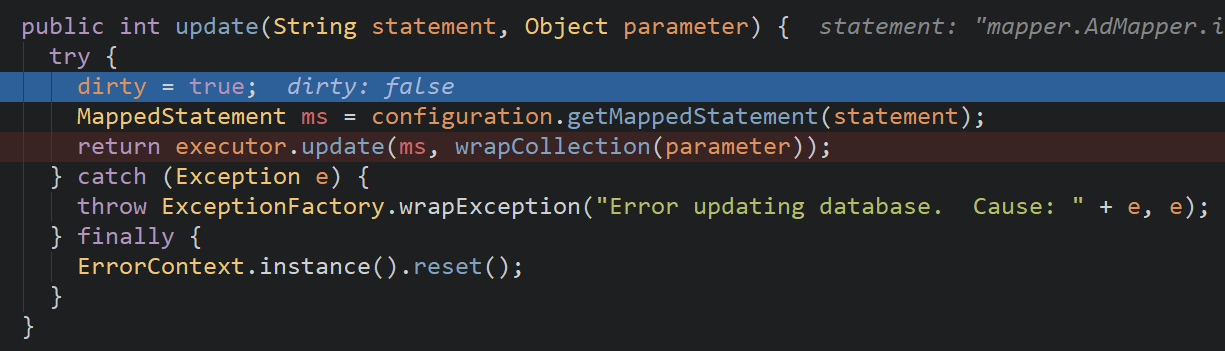 public int update(String statement, Object parameter) {  statement: "mapper.AdMapper.i
  try {
    dirty = true;  dirty: false
    MappedStatement ms = configuration.getMappedStatement(statement);
    return executor.update(ms, wrapCollection(parameter));
  } catch (Exception e) {
    throw ExceptionFactory.wrapException("Error updating database.  Cause: " + e, e);
  } finally {
    ErrorContext.instance().reset();
  }
}